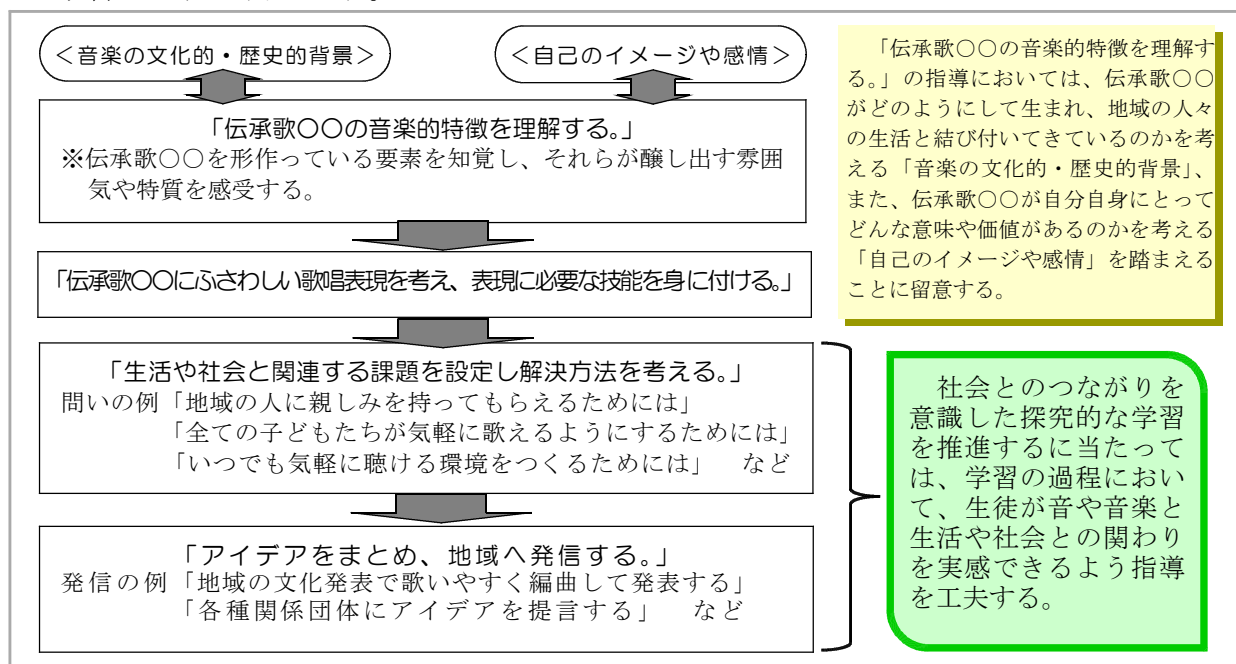 ＜音楽の文化的・歴史的背景＞
＜自己のイメージや感情＞
「伝承歌〇〇の音楽的特徴を理解する。」
※伝承歌〇〇を形作っている要素を知覚し、それらが醸し出す雰囲
気や特質を感受する。
「伝承歌〇〇にふさわしい歌唱表現を考え、表現に必要な技能を身に付ける。」
「生活や社会と関連する課題を設定し解決方法を考える。」
問いの例「地域の人に親しみを持ってもらえるためには」
「全ての子どもたちが気軽に歌えるようにするためには」
「いつでも気軽に聴ける環境をつくるためには」　など
「アイデアをまとめ、地域へ発信する。」
発信の例「地域の文化発表で歌いやすく編曲して発表する」
「各種関係団体にアイデアを提言する」　など
「伝承歌〇〇の音楽的特徴を理解す
る。」の指導においては、伝承歌〇〇
がどのようにして生まれ、地域の人々
の生活と結び付いてきているのかを考
える「音楽の文化的・歴史的背景」、
また、伝承歌〇〇が自分自身にとって
どんな意味や価値があるのかを考える
「自己のイメージや感情」を踏まえる
ことに留意する。
社会とのつながりを
意識した探究的な学習
を推進するに当たって
は、学習の過程におい
て、生徒が音や音楽と
生活や社会との関わり
を実感できるよう指導
を工夫する。